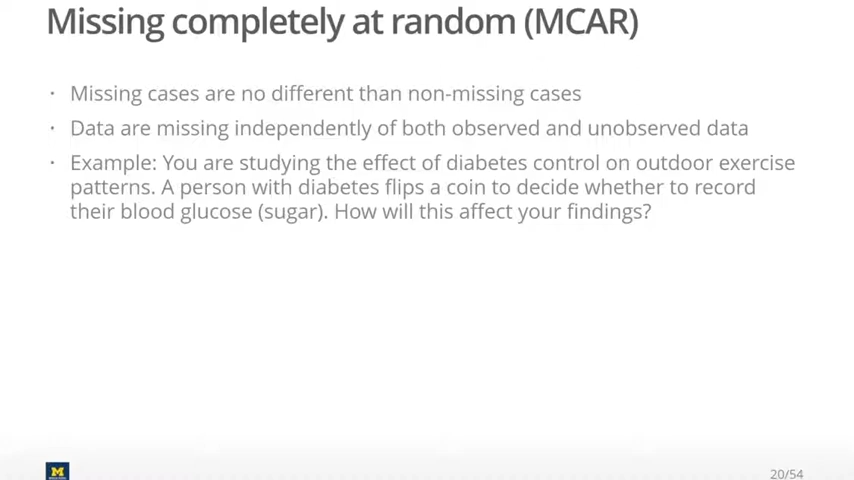 Missing completely at random (MCAR)
· Missing cases are no different than non-missing cases
· Data are missing independently of both observed and unobserved data
· Example: You are studying the effect of diabetes control on outdoor exercise
patterns. A person with diabetes flips a coin to decide whether to record
their blood glucose (sugar). How will this affect your findings?
M
20/54